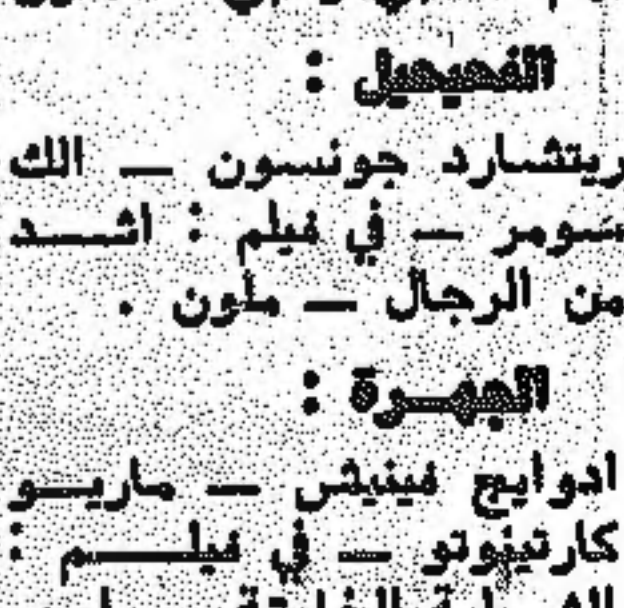 الفحيحيل :
ريتشارد جونسون — الك
سومر — في فيلم : اشد
من الرجال — ملون .
الجهرة :
ادوايج فينيش — ماريو
كارتينوتو — في فيلم :